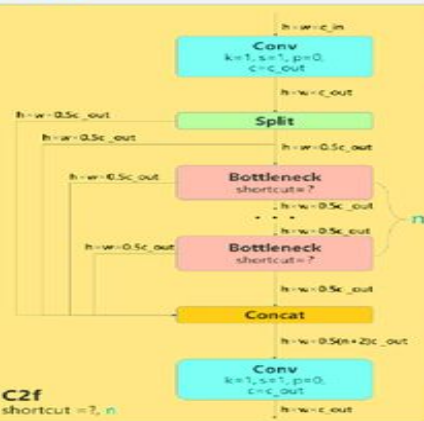 h×w×c_in
Conv
k=1, s=1, p=0,
c=c_out
h×w×c_out
h×w×0.5c_out
Split
h×w×0.5c_out
h×w×0.5c_out
Bottleneck
shortcut=?
h×w×0.5c_out
h×w×0.5c_out
. . .
n
h×w×0.5c_out
Bottleneck
shortcut=?
h×w×0.5c_out
h×w×0.5c_out
Concat
h×w×0.5(n+2)c_out
Conv
k=1, s=1, p=0,
c=c_out
C2f
shortcut =?, n
h×w×c_out